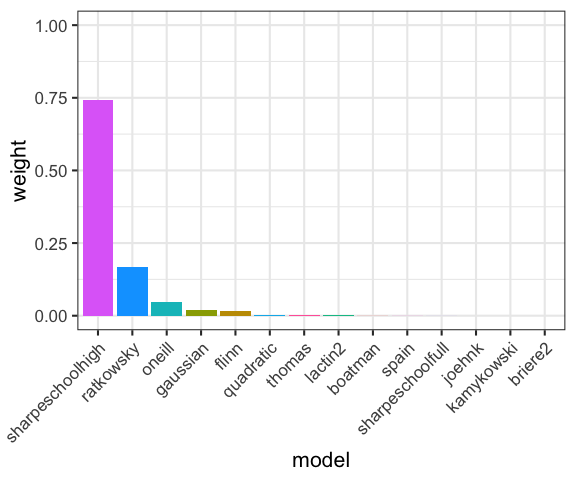 1.00
0.75
0.50
0.25
0.00
weight
sharpeschoolhigh
ratkowsky
oneill
gaussian
flinn
quadratic
thomas
lactin2
boatman
spain
sharpeschoolfull
joehnk
kamykowski
briere2
model